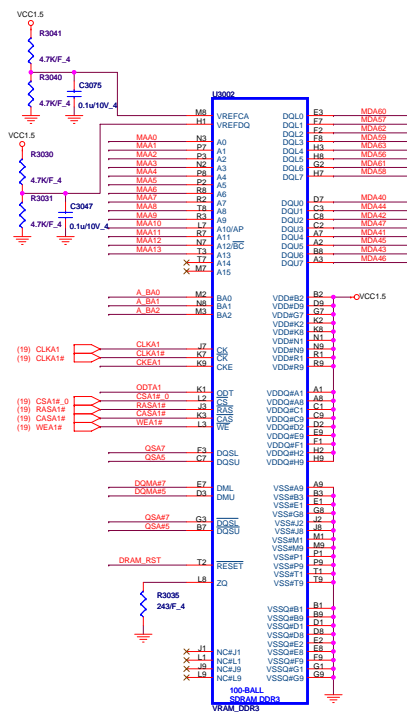 VCC1.5
R3041
4.7K/F_4
R3040
4.7K/F_4
C3075
0.1u/10V_4
VCC1.5
R3030
4.7K/F_4
R3031
4.7K/F_4
C3047
0.1u/10V_4
U3002
M8 VREFCA
H1 VREFDQ
MAA0 N3 A0
MAA1 P7 A1
MAA2 P3 A2
MAA3 N2 A3
MAA4 P8 A4
MAA5 P2 A5
MAA6 R8 A6
MAA7 R2 A7
MAA8 T8 A8
MAA9 R3 A9
MAA10 L7 A10/AP
MAA11 R7 A11
MAA12 N7 A12/BC
MAA13 T3 A13
T7 A14
M7 A15
A_BA0 M2 BA0
A_BA1 N8 BA1
A_BA2 M3 BA2
(19) CLKA1 CLKA1 J7 CK
(19) CLKA1# CLKA1# K7 CK
CKEA1 K9 CKE
ODTA1 K1 ODT
(19) CSA1#_0 CSA1#_0 L2 CS
(19) RASA1# RASA1# J3 RAS
(19) CASA1# CASA1# K3 CAS
(19) WEA1# WEA1# L3 WE
QSA7 F3 DQSL
QSA5 C7 DQSU
DQMA#7 E7 DML
DQMA#5 D3 DMU
QSA#7 G3 DQSL
QSA#5 B7 DQSU
DRAM_RST T2 RESET
L8 ZQ
R3035
243/F_4
J1 NC#J1
L1 NC#L1
J9 NC#J9
L9 NC#L9
DQL0 E3 MDA60
DQL1 F7 MDA57
DQL2 F2 MDA62
DQL3 F8 MDA59
DQL4 H3 MDA63
DQL5 H8 MDA56
DQL6 G2 MDA61
DQL7 H7 MDA58
DQU0 D7 MDA40
DQU1 C3 MDA44
DQU2 C8 MDA42
DQU3 C2 MDA47
DQU4 A7 MDA41
DQU5 A2 MDA45
DQU6 B8 MDA43
DQU7 A3 MDA46
VDD#B2 B2 VCC1.5
VDD#D9 D9
VDD#G7 G7
VDD#K2 K2
VDD#K8 K8
VDD#N1 N1
VDD#N9 N9
VDD#R1 R1
VDD#R9 R9
VDDQ#A1 A1
VDDQ#A8 A8
VDDQ#C1 C1
VDDQ#C9 C9
VDDQ#D2 D2
VDDQ#E9 E9
VDDQ#F1 F1
VDDQ#H2 H2
VDDQ#H9 H9
VSS#A9 A9
VSS#B3 B3
VSS#E1 E1
VSS#G8 G8
VSS#J2 J2
VSS#J8 J8
VSS#M1 M1
VSS#M9 M9
VSS#P1 P1
VSS#P9 P9
VSS#T1 T1
VSS#T9 T9
VSSQ#B1 B1
VSSQ#B9 B9
VSSQ#D1 D1
VSSQ#D8 D8
VSSQ#E2 E2
VSSQ#E8 E8
VSSQ#F9 F9
VSSQ#G1 G1
VSSQ#G9 G9
100-BALL
SDRAM_DDR3
VRAM_DDR3